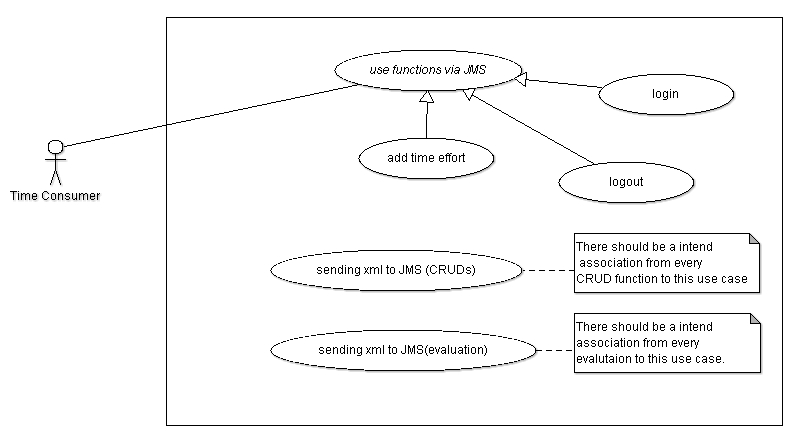 use functions via JMS
login
add time effort
logout
Time Consumer
sending xml to JMS (CRUDs)
There should be a intend
association from every
CRUD function to this use case
sending xml to JMS(evaluation)
There should be a intend
association from every
evalutaion to this use case.